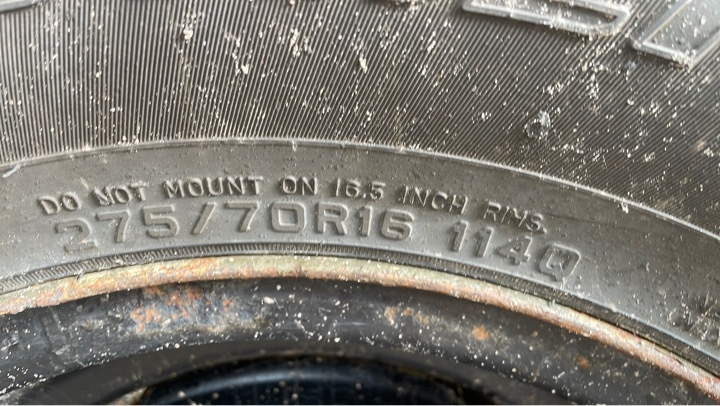 DO NOT MOUNT ON 16.5 INCH RIMS.
275/70R16 114Q